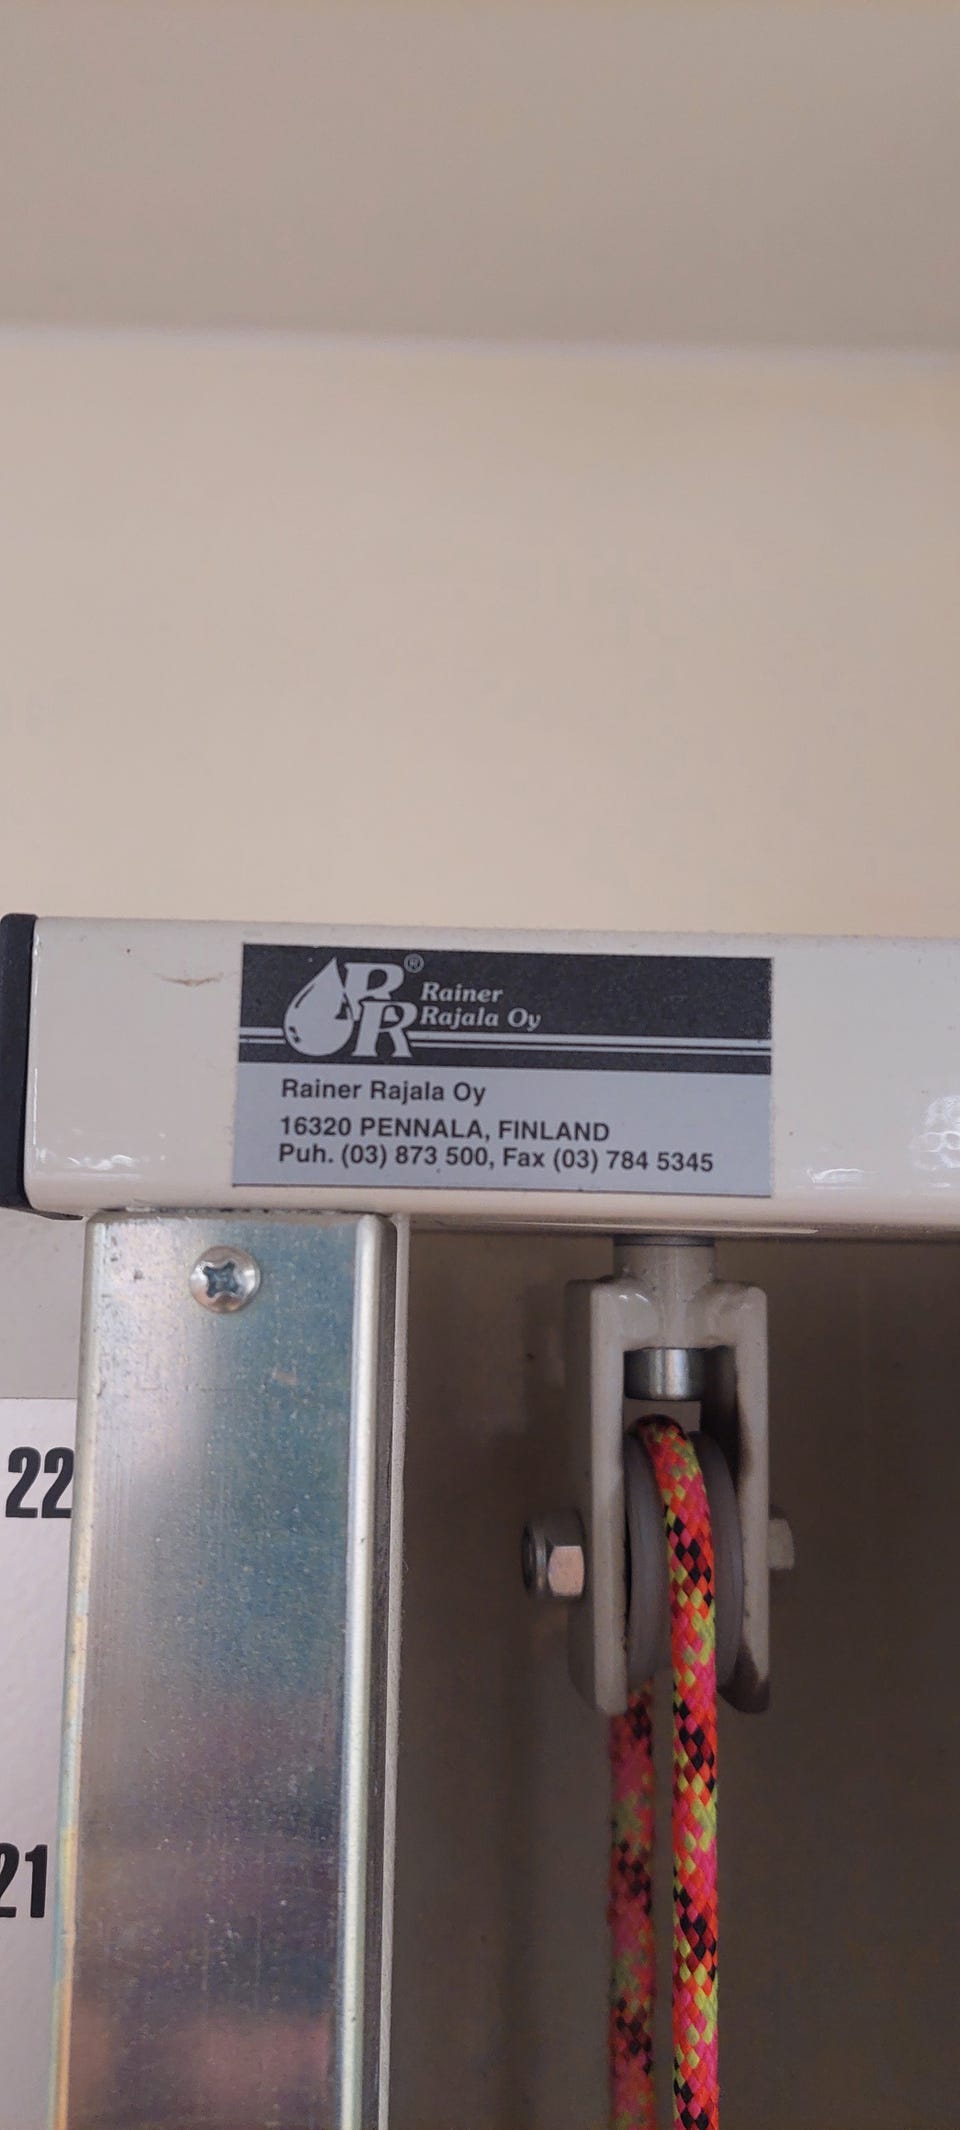 RR®
Rainer
Rajala Oy
Rainer Rajala Oy
16320 PENNALA, FINLAND
Puh. (03) 873 500, Fax (03) 784 5345
22
21